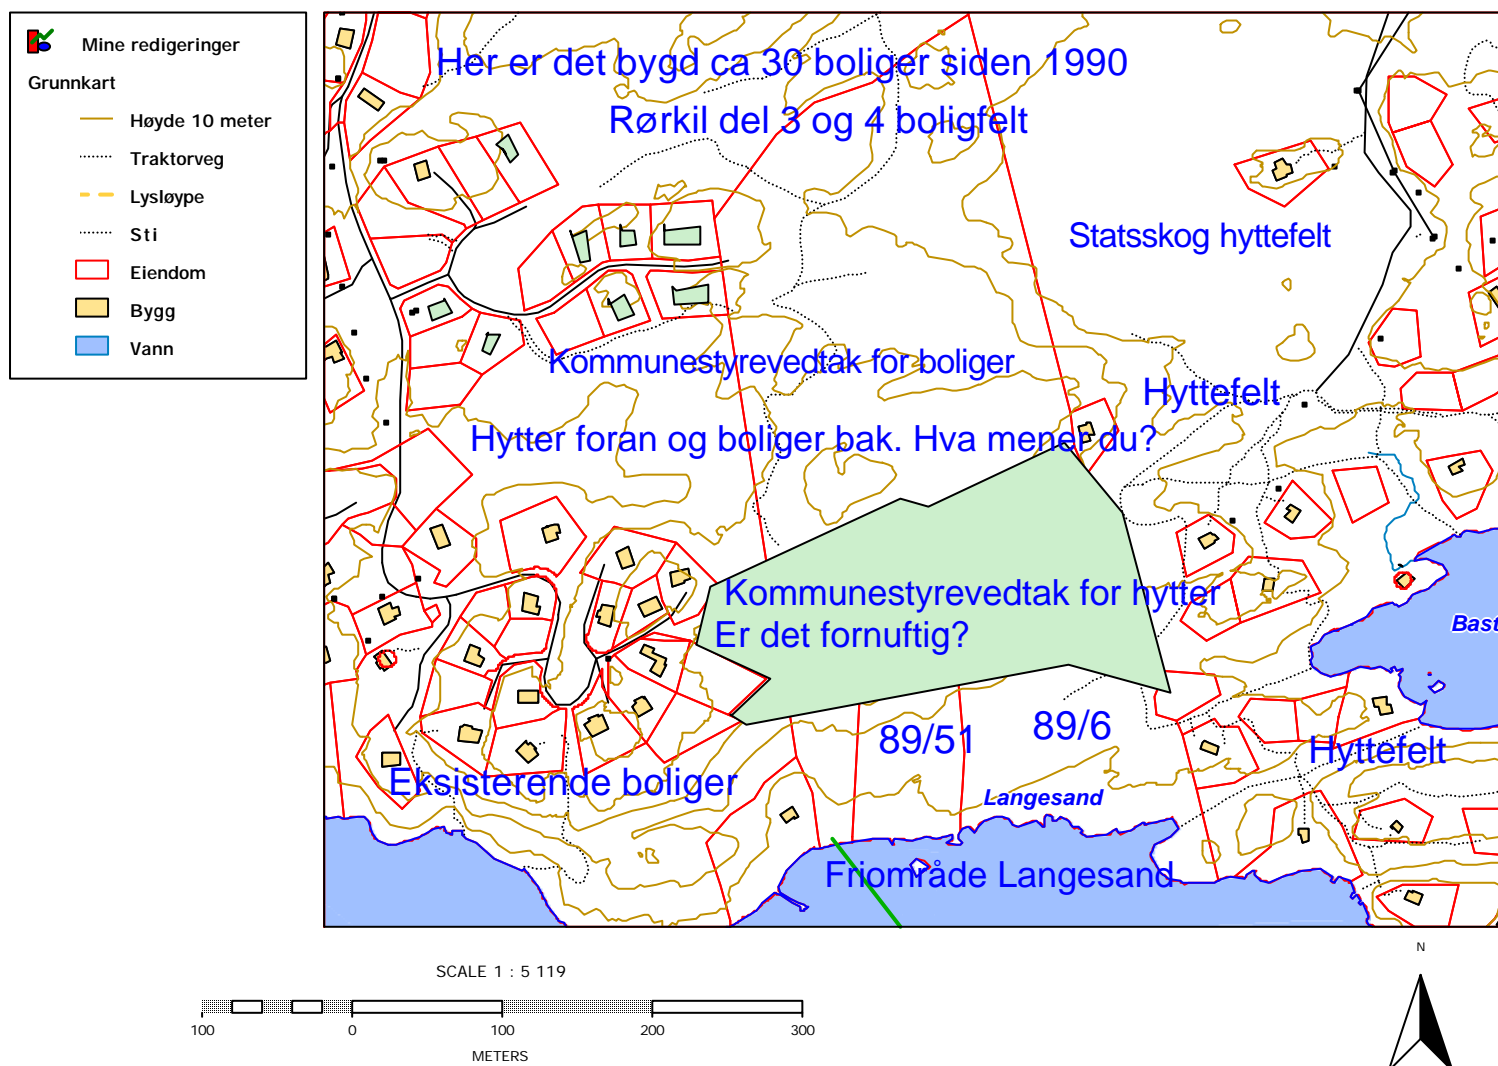 Mine redigeringer
Grunnkart
Høyde 10 meter
Traktorveg
Lysløype
Sti
Eiendom
Bygg
Vann
Her er det bygd ca 30 boliger siden 1990
Rørkil del 3 og 4 boligfelt
Statsskog hyttefelt
Kommunestyrevedtak for boliger
Hyttefelt
Hytter foran og boliger bak. Hva mener du?
Kommunestyrevedtak for hytter
Er det fornuftig?
Bast
89/51
89/6
Hyttefelt
Eksisterende boliger
Langesand
Friområde Langesand
N
SCALE 1 : 5 119
100 0 100 200 300
METERS